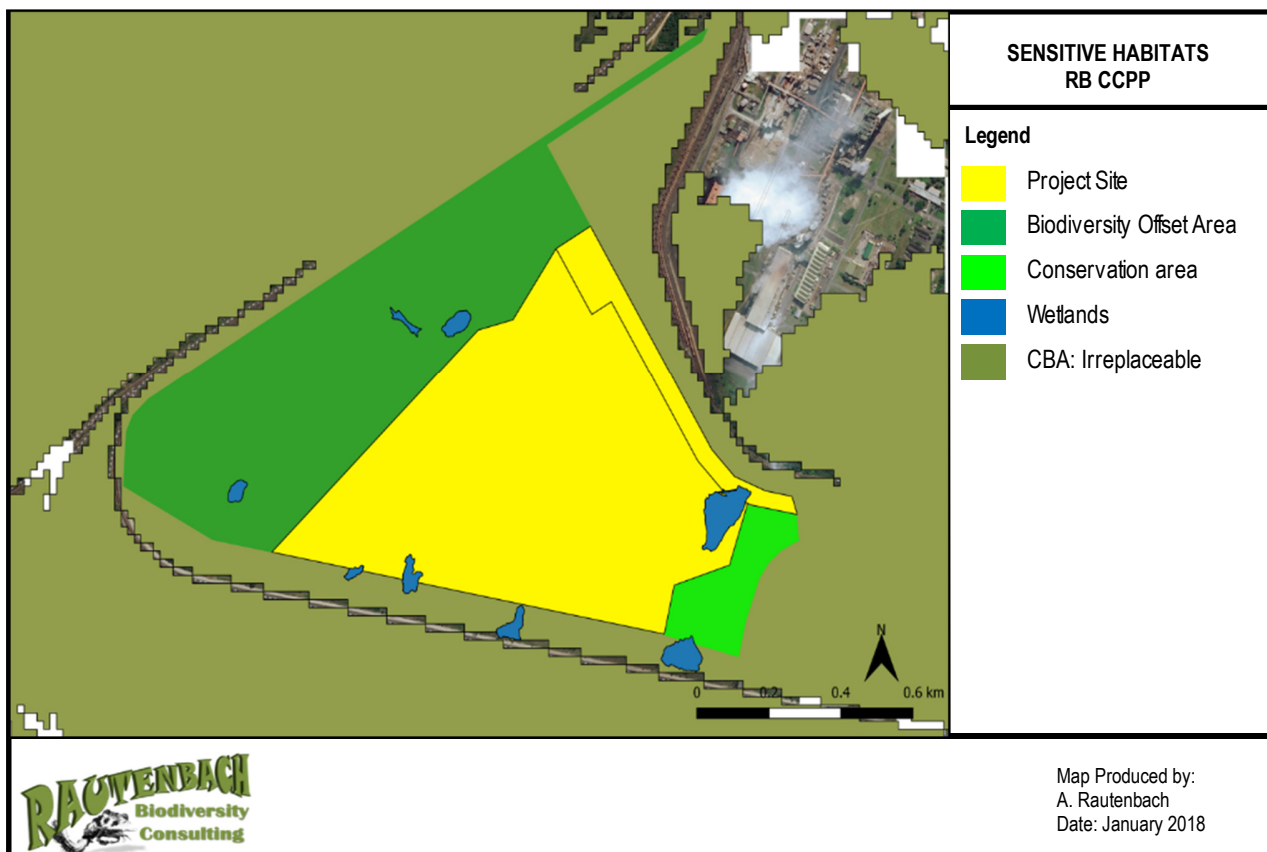 SENSITIVE HABITATS
RB CCPP
Legend
Project Site
Biodiversity Offset Area
Conservation area
Wetlands
CBA: Irreplaceable
N
0 0.2 0.4 0.6 km
RAUTENBACH
Biodiversity
Consulting
Map Produced by:
A. Rautenbach
Date: January 2018